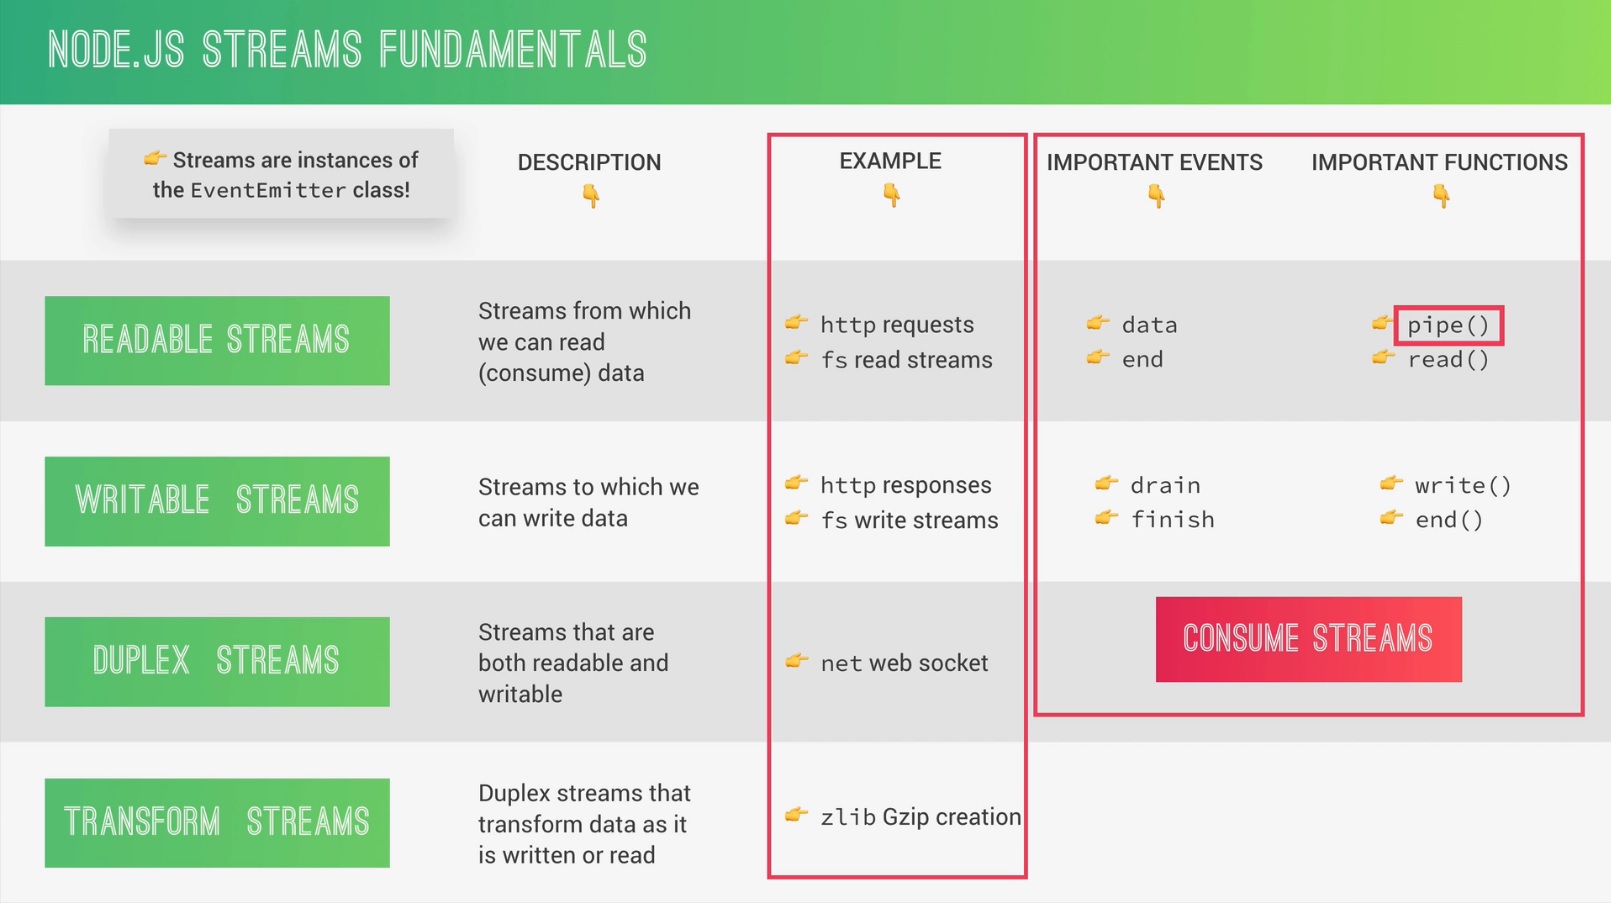 NODE.JS STREAMS FUNDAMENTALS
👉 Streams are instances of
the EventEmitter class!
DESCRIPTION
👇
EXAMPLE
👇
IMPORTANT EVENTS
👇
IMPORTANT FUNCTIONS
👇
READABLE STREAMS
Streams from which
we can read
(consume) data
👉 http requests
👉 fs read streams
👉 data
👉 end
👉 pipe()
👉 read()
WRITABLE STREAMS
Streams to which we
can write data
👉 http responses
👉 fs write streams
👉 drain
👉 finish
👉 write()
👉 end()
DUPLEX STREAMS
Streams that are
both readable and
writable
👉 net web socket
CONSUME STREAMS
TRANSFORM STREAMS
Duplex streams that
transform data as it
is written or read
👉 zlib Gzip creation